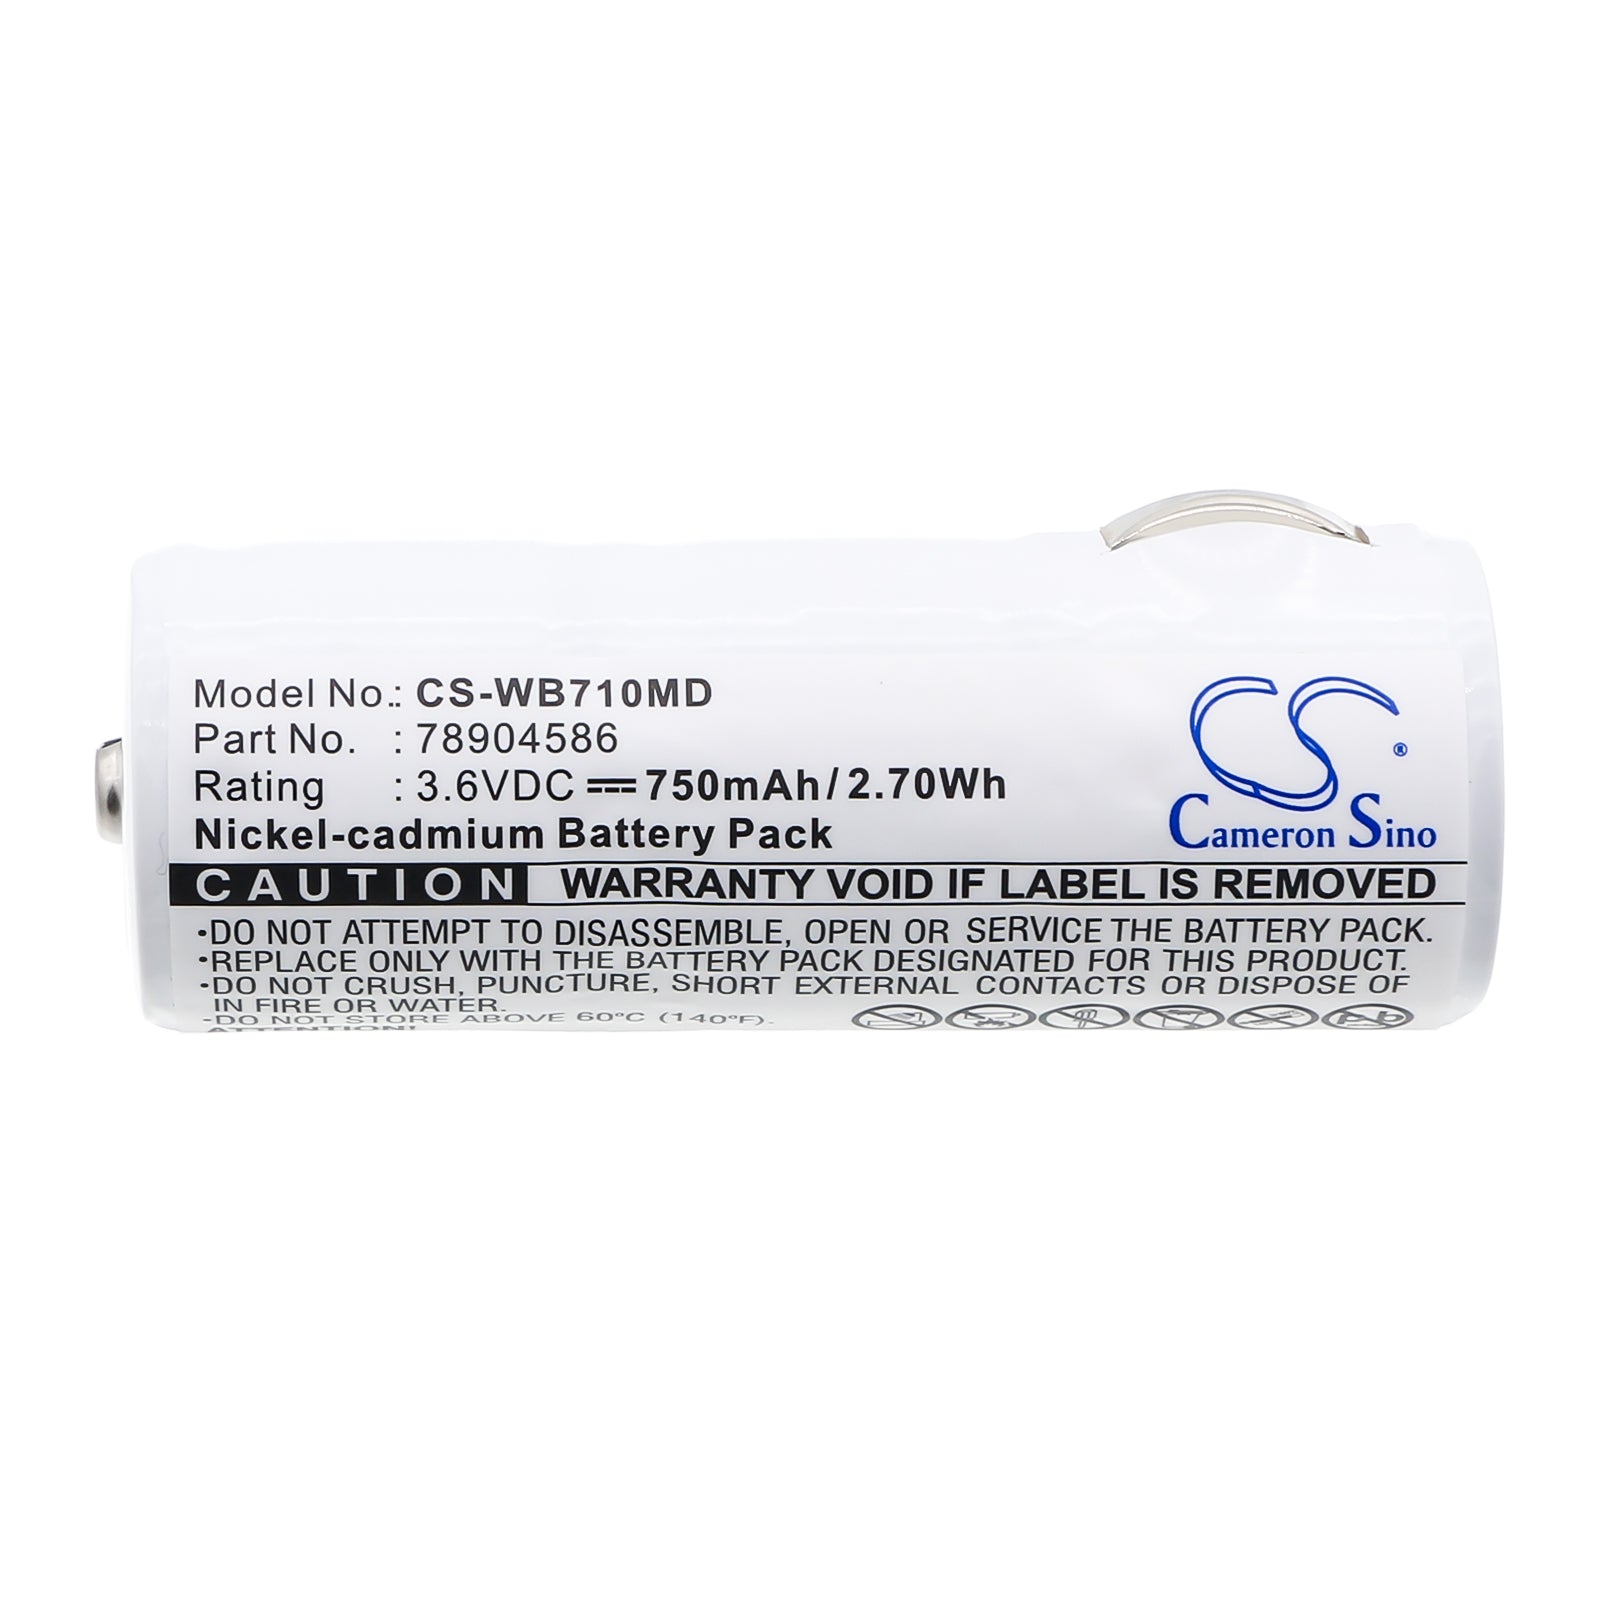 Model No.: CS-WB710MD
Part No. : 78904586
Rating : 3.6VDC 750mAh/2.70Wh
Nickel-cadmium Battery Pack
CS®
Cameron Sino
CAUTION WARRANTY VOID IF LABEL IS REMOVED
•DO NOT ATTEMPT TO DISASSEMBLE, OPEN OR SERVICE THE BATTERY PACK.
•REPLACE ONLY WITH THE BATTERY PACK DESIGNATED FOR THIS PRODUCT.
•DO NOT CRUSH, PUNCTURE, SHORT EXTERNAL CONTACTS OR DISPOSE OF
IN FIRE OR WATER.
•DO NOT STORE ABOVE 60°C (140°F).
ATTENTION!
Pb